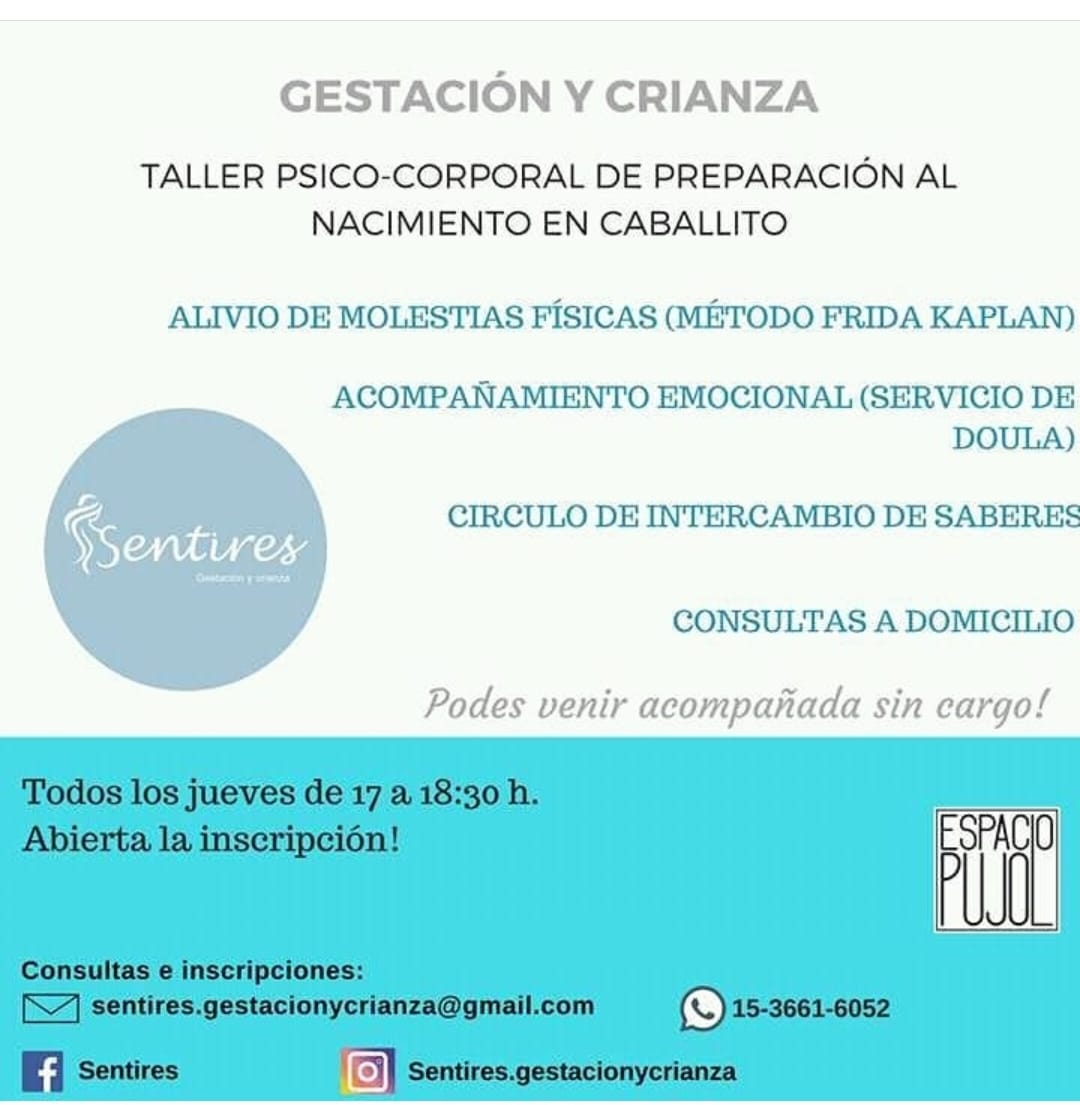 GESTACIÓN Y CRIANZA
TALLER PSICO-CORPORAL DE PREPARACIÓN AL
NACIMIENTO EN CABALLITO
ALIVIO DE MOLESTIAS FÍSICAS (MÉTODO FRIDA KAPLAN)
ACOMPAÑAMIENTO EMOCIONAL (SERVICIO DE
DOULA)
CIRCULO DE INTERCAMBIO DE SABERES
Sentires
Gestación y crianza
CONSULTAS A DOMICILIO
Podes venir acompañada sin cargo!
Todos los jueves de 17 a 18:30 h.
Abierta la inscripción!
ESPACIO
PUJOL
Consultas e inscripciones:
sentires.gestacionycrianza@gmail.com
15-3661-6052
Sentires
Sentires.gestacionycrianza